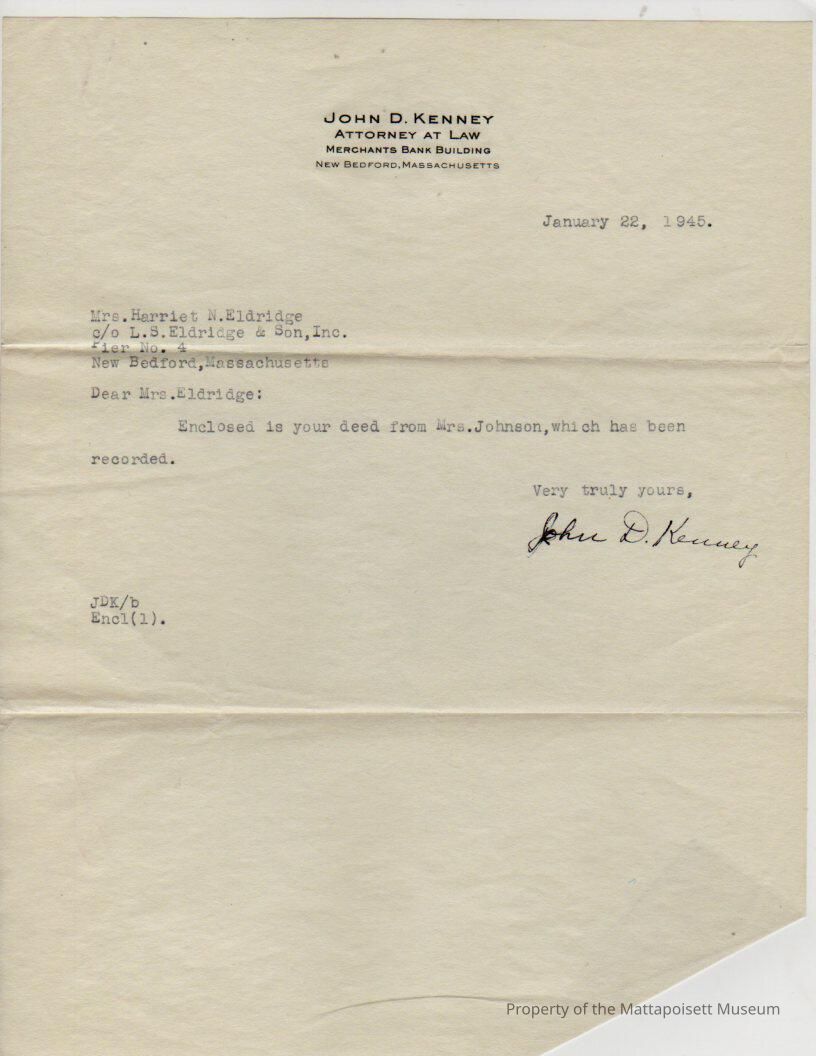 JOHN D. KENNEY
ATTORNEY AT LAW
MERCHANTS BANK BUILDING
NEW BEDFORD, MASSACHUSETTS
January 22, 1945.
Mrs.Harriet N.Eldridge
c/o L.S.Eldridge & Son,Inc.
Pier No. 4
New Bedford,Massachusetts
Dear Mrs.Eldridge:
Enclosed is your deed from Mrs.Johnson,which has been
recorded.
Very truly yours,
John D. Kenney
JDK/b
Encl(1).
Property of the Mattapoisett Museum